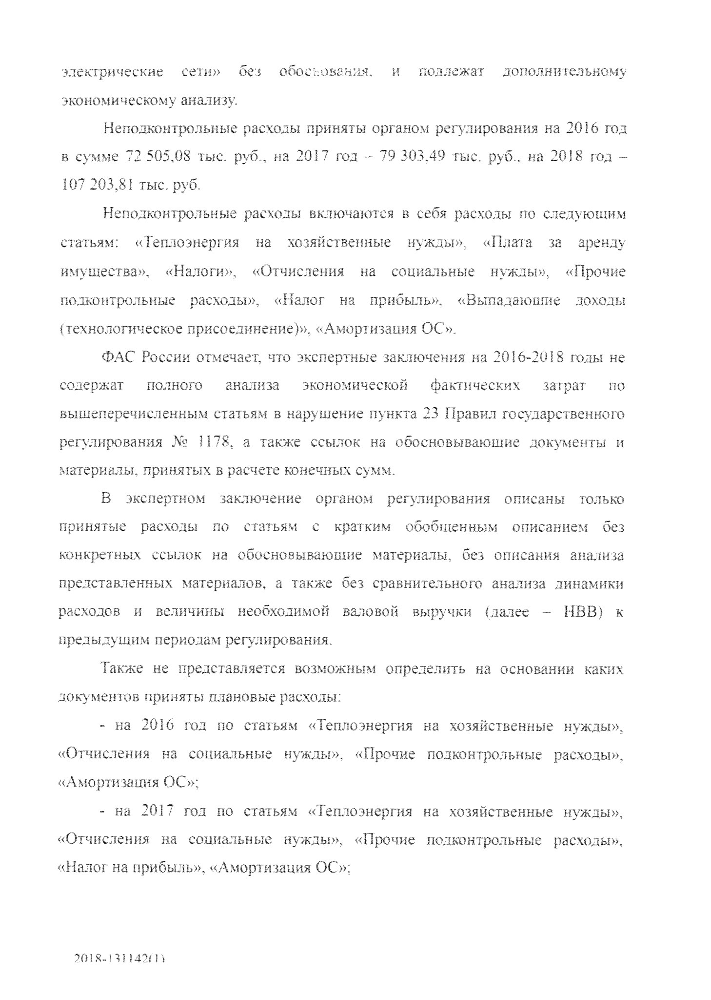 электрические сети» без обоснования, и подлежат дополнительному
экономическому анализу.
Неподконтрольные расходы приняты органом регулирования на 2016 год
в сумме 72 505,08 тыс. руб., на 2017 год – 79 303,49 тыс. руб., на 2018 год –
107 203,81 тыс. руб.
Неподконтрольные расходы включаются в себя расходы по следующим
статьям: «Теплоэнергия на хозяйственные нужды», «Плата за аренду
имущества», «Налоги», «Отчисления на социальные нужды», «Прочие
подконтрольные расходы», «Налог на прибыль», «Выпадающие доходы
(технологическое присоединение)», «Амортизация ОС».
ФАС России отмечает, что экспертные заключения на 2016-2018 годы не
содержат полного анализа экономической фактических затрат по
вышеперечисленным статьям в нарушение пункта 23 Правил государственного
регулирования № 1178, а также ссылок на обосновывающие документы и
материалы, принятых в расчете конечных сумм.
В экспертном заключение органом регулирования описаны только
принятые расходы по статьям с кратким обобщенным описанием без
конкретных ссылок на обосновывающие материалы, без описания анализа
представленных материалов, а также без сравнительного анализа динамики
расходов и величины необходимой валовой выручки (далее – НВВ) к
предыдущим периодам регулирования.
Также не представляется возможным определить на основании каких
документов приняты плановые расходы:
- на 2016 год по статьям «Теплоэнергия на хозяйственные нужды»,
«Отчисления на социальные нужды», «Прочие подконтрольные расходы»,
«Амортизация ОС»;
- на 2017 год по статьям «Теплоэнергия на хозяйственные нужды»,
«Отчисления на социальные нужды», «Прочие подконтрольные расходы»,
«Налог на прибыль», «Амортизация ОС»;
2018-131142(1)